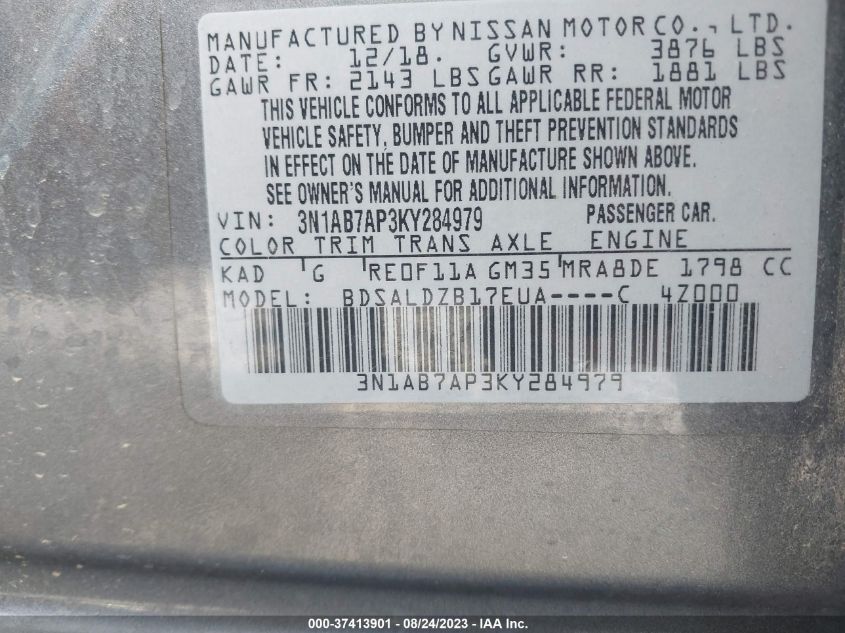 MANUFACTURED BY NISSAN MOTOR CO., LTD.
DATE: 12/18. GVWR: 3876 LBS
GAWR FR: 2143 LBS GAWR RR: 1881 LBS
THIS VEHICLE CONFORMS TO ALL APPLICABLE FEDERAL MOTOR
VEHICLE SAFETY, BUMPER AND THEFT PREVENTION STANDARDS
IN EFFECT ON THE DATE OF MANUFACTURE SHOWN ABOVE.
SEE OWNER'S MANUAL FOR ADDITIONAL INFORMATION.
VIN: 3N1AB7AP3KY284979 PASSENGER CAR.
COLOR TRIM TRANS AXLE ENGINE
KAD G RE0F11A GM35 MRA8DE 1798 CC
MODEL: BDSALDZB17EUA----C 4Z000
3N1AB7AP3KY284979
000-37413901 - 08/24/2023 - Copyright © IAA Inc.